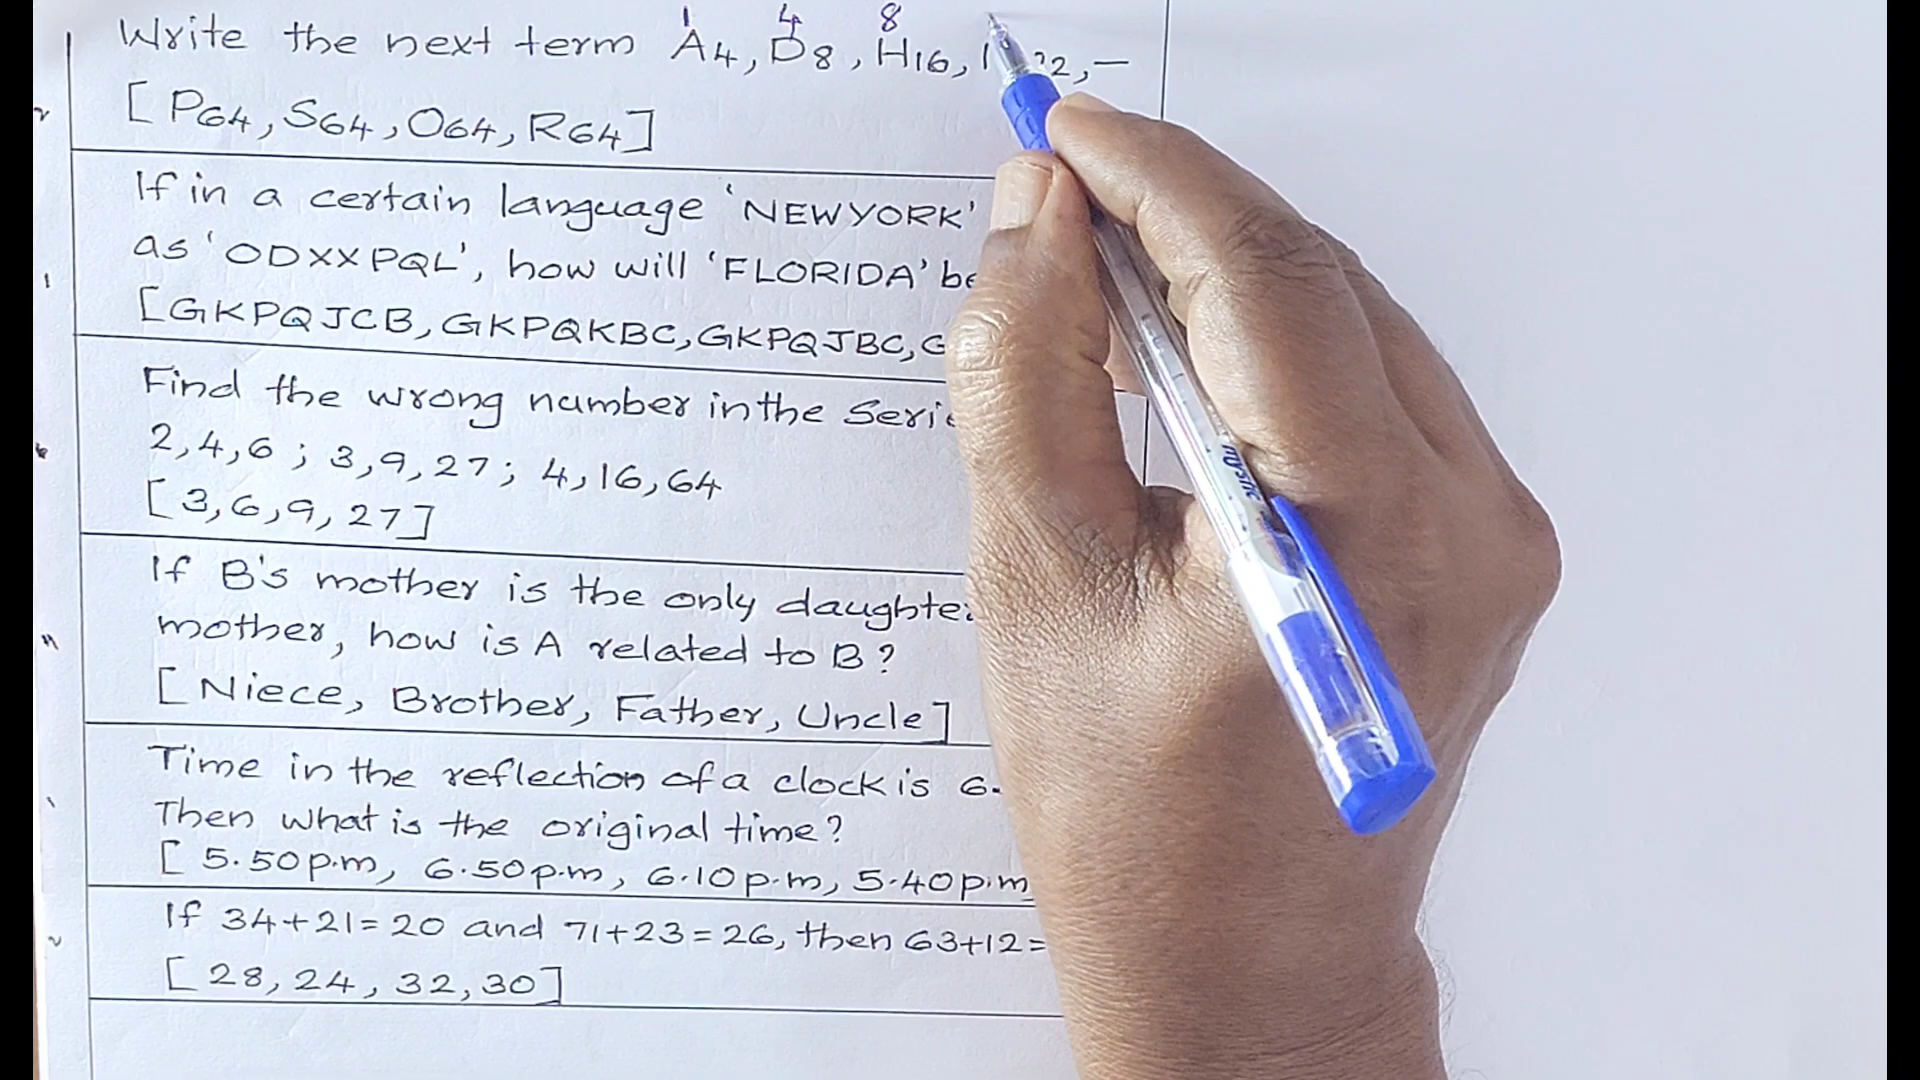 1 4 8
Write the next term A4, D8, H16, 2, —
[P64, S64, O64, R64]
If in a certain language 'NEWYORK'
as 'ODXXPQL', how will 'FLORIDA' be
[GKPQJCB, GKPQKBC, GKPQJBC, G
Find the wrong number in the Serie
2,4,6 ; 3,9,27; 4,16,64
[3,6,9,27]
If B's mother is the only daughter
mother, how is A related to B?
[Niece, Brother, Father, Uncle]
Time in the reflection of a clock is 6.
Then what is the original time?
[5.50p.m, 6.50p.m, 6.10p.m, 5.40p.m
If 34+21=20 and 71+23=26, then 63+12=
[28, 24, 32, 30]
mystic